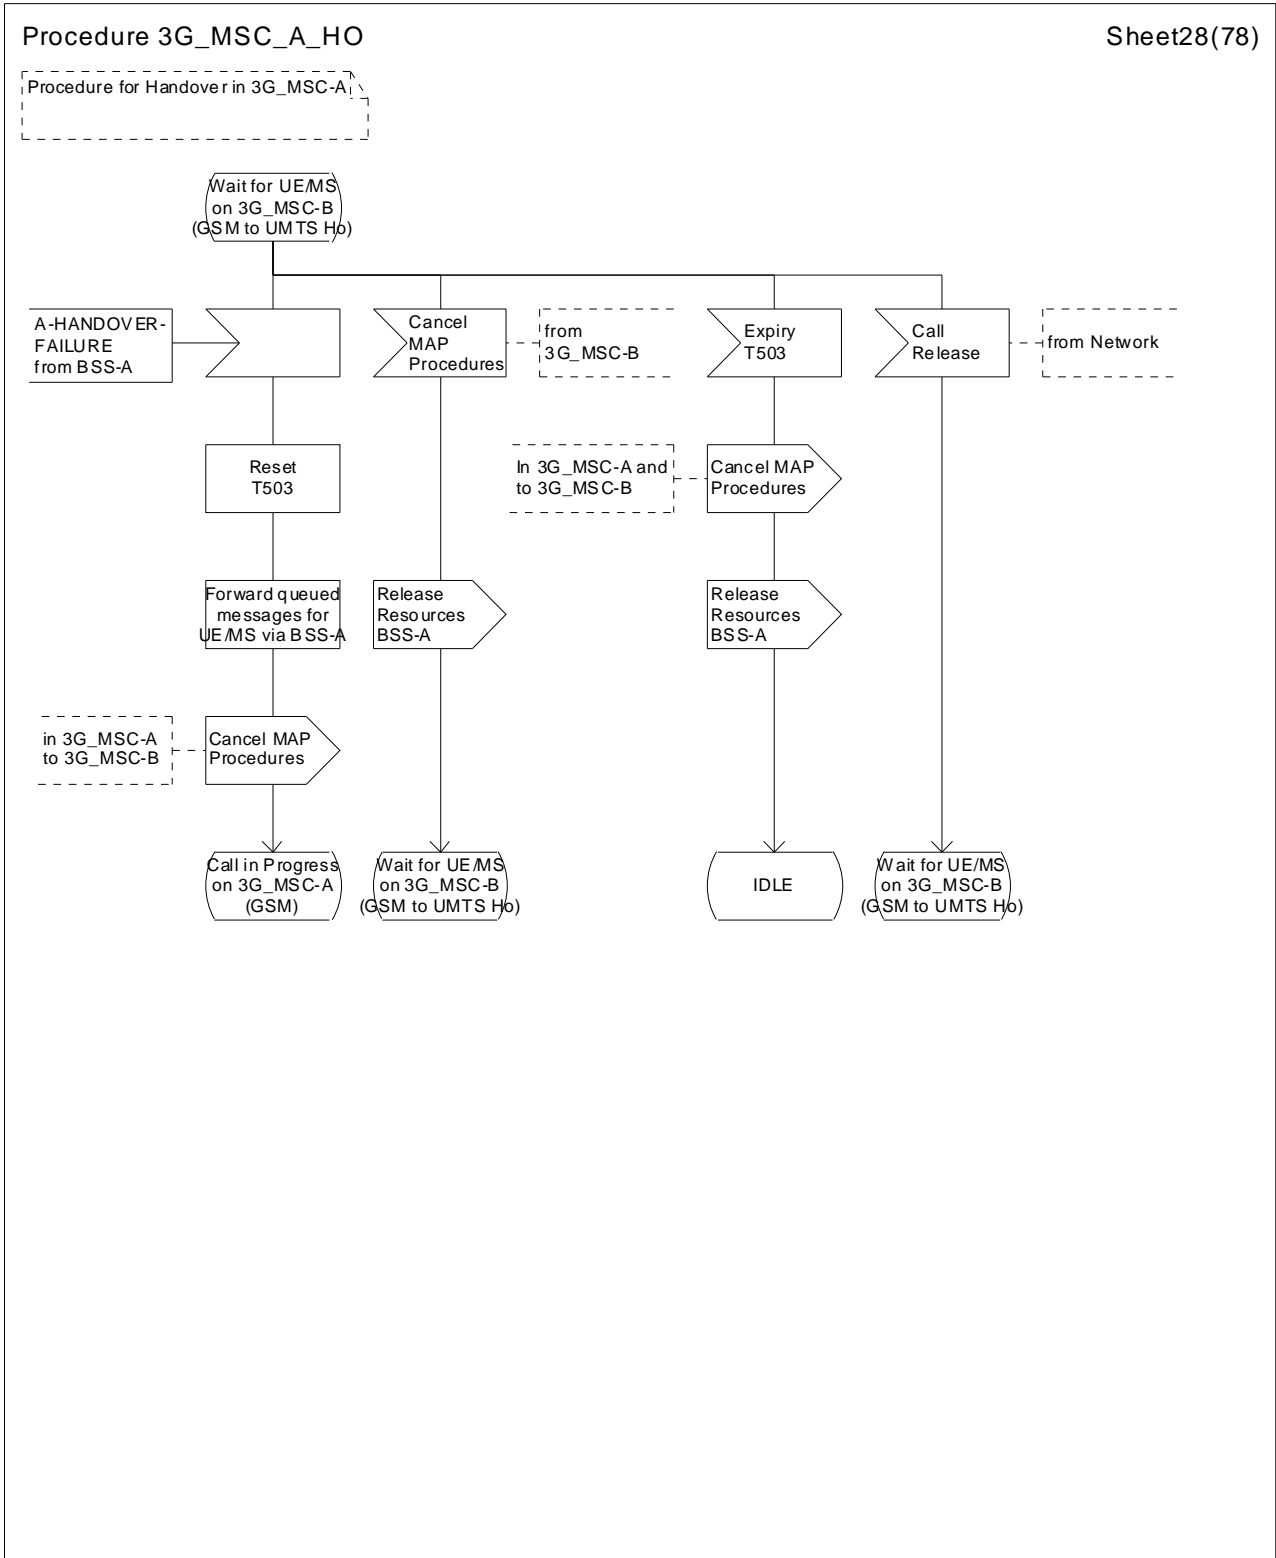 Procedure 3G_MSC_A_HO
Sheet28(78)
Procedure for Handover in 3G_MSC-A
Wait for UE/MS
on 3G_MSC-B
(GSM to UMTS Ho)
A-HANDOVER-
FAILURE
from BSS-A
Cancel
MAP
Procedures
from
3G_MSC-B
Expiry
T503
Call
Release
from Network
Reset
T503
In 3G_MSC-A and
to 3G_MSC-B
Cancel MAP
Procedures
Forward queued
messages for
UE/MS via BSS-A
Release
Resources
BSS-A
Release
Resources
BSS-A
in 3G_MSC-A
to 3G_MSC-B
Cancel MAP
Procedures
Call in Progress
on 3G_MSC-A
(GSM)
Wait for UE/MS
on 3G_MSC-B
(GSM to UMTS Ho)
IDLE
Wait for UE/MS
on 3G_MSC-B
(GSM to UMTS Ho)